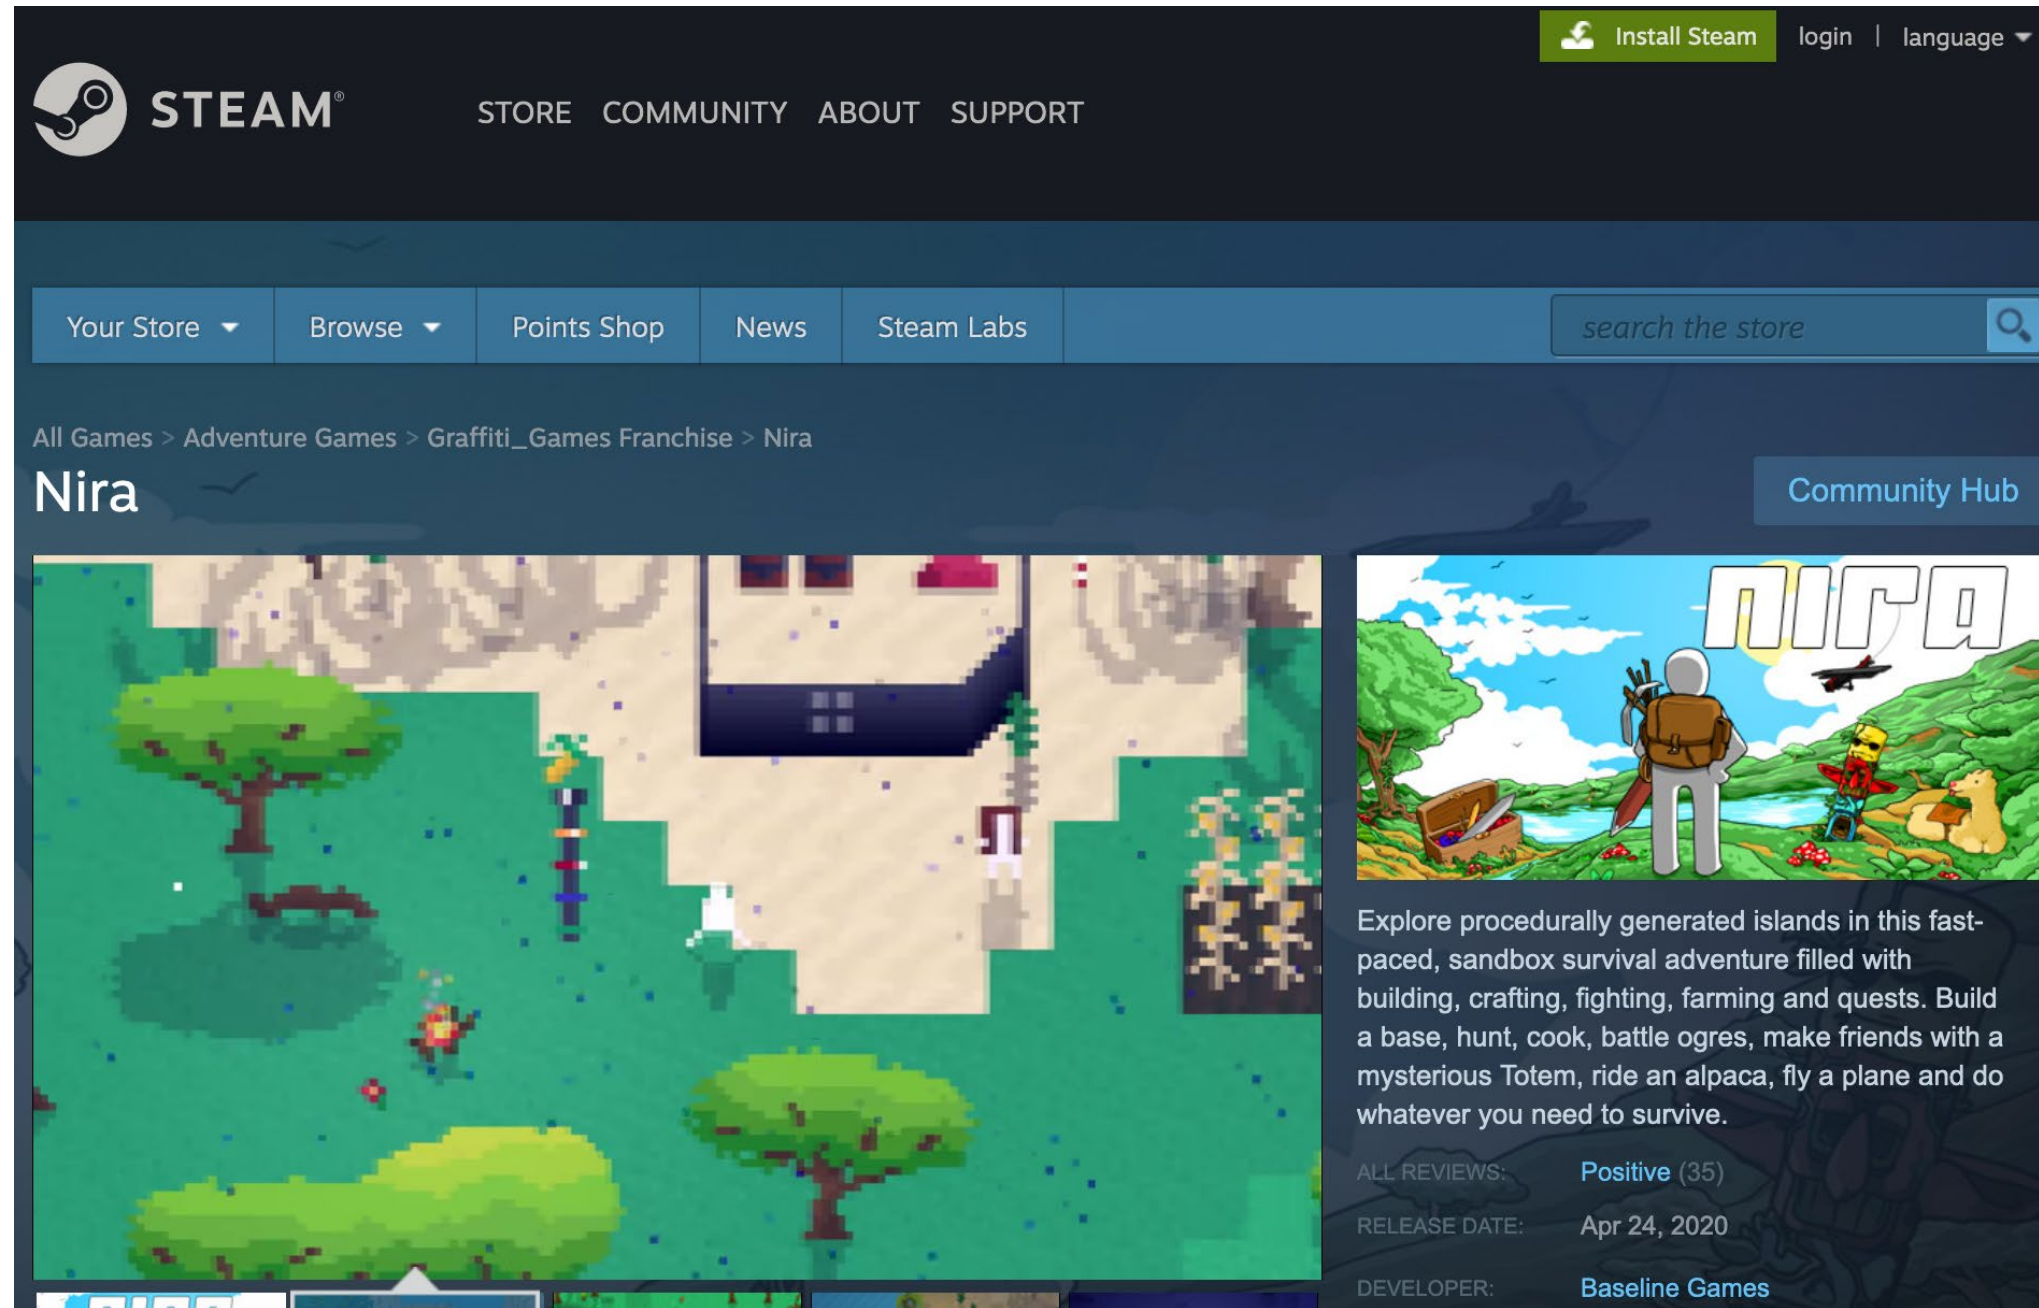 Install Steam login | language
STEAM®
STORE COMMUNITY ABOUT SUPPORT
Your Store Browse Points Shop News Steam Labs search the store
All Games > Adventure Games > Graffiti_Games Franchise > Nira
Nira
Community Hub
nira
Explore procedurally generated islands in this fast-
paced, sandbox survival adventure filled with
building, crafting, fighting, farming and quests. Build
a base, hunt, cook, battle ogres, make friends with a
mysterious Totem, ride an alpaca, fly a plane and do
whatever you need to survive.
ALL REVIEWS: Positive (35)
RELEASE DATE: Apr 24, 2020
DEVELOPER: Baseline Games